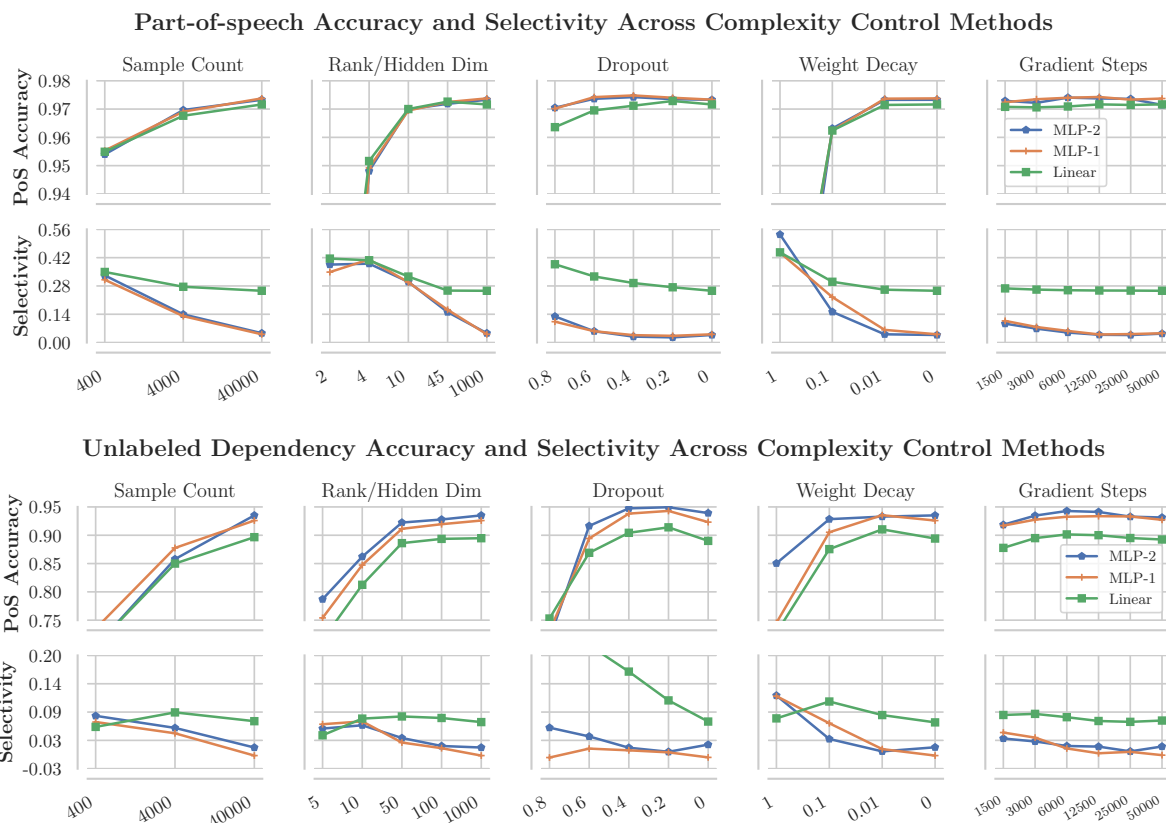 Part-of-speech Accuracy and Selectivity Across Complexity Control Methods
Sample Count Rank/Hidden Dim Dropout Weight Decay Gradient Steps
PoS Accuracy
0.98
0.97
0.96
0.95
0.94
MLP-2
MLP-1
Linear
Selectivity
0.56
0.42
0.28
0.14
0.00
400 4000 40000 2 4 10 45 1000 0.8 0.6 0.4 0.2 0 1 0.1 0.01 0 1500 3000 6000 12500 25000 50000
Unlabeled Dependency Accuracy and Selectivity Across Complexity Control Methods
Sample Count Rank/Hidden Dim Dropout Weight Decay Gradient Steps
PoS Accuracy
0.95
0.90
0.85
0.80
0.75
MLP-2
MLP-1
Linear
Selectivity
0.20
0.14
0.09
0.03
-0.03
400 4000 40000 5 10 50 100 1000 0.8 0.6 0.4 0.2 0 1 0.1 0.01 0 1500 3000 6000 12500 25000 50000